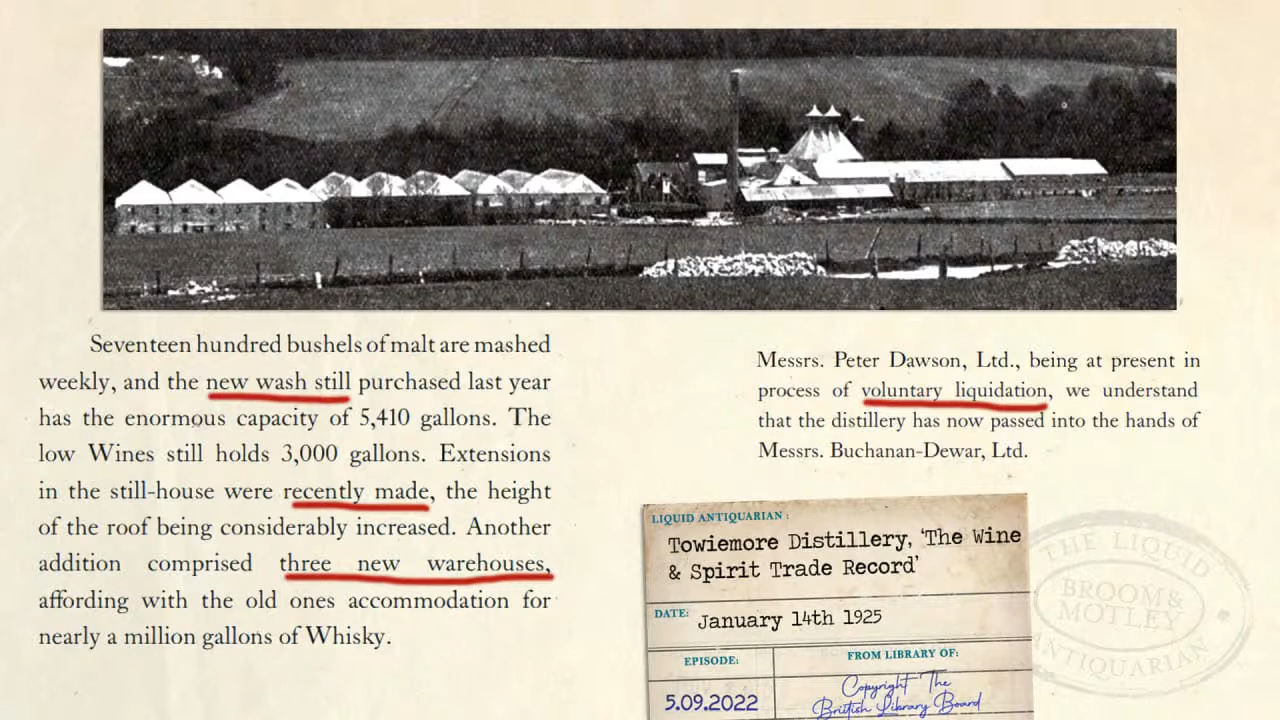 Seventeen hundred bushels of malt are mashed
weekly, and the new wash still purchased last year
has the enormous capacity of 5,410 gallons. The
low Wines still holds 3,000 gallons. Extensions
in the still-house were recently made, the height
of the roof being considerably increased. Another
addition comprised three new warehouses,
affording with the old ones accommodation for
nearly a million gallons of Whisky.
Messrs. Peter Dawson, Ltd., being at present in
process of voluntary liquidation, we understand
that the distillery has now passed into the hands of
Messrs. Buchanan-Dewar, Ltd.
LIQUID ANTIQUARIAN :
Towiemore Distillery, ‘The Wine
& Spirit Trade Record’
DATE: January 14th 1925
EPISODE:
5.09.2022
FROM LIBRARY OF:
Copyright The
British Library Board
THE LIQUID
BROOM &
MOTLEY
ANTIQUARIAN